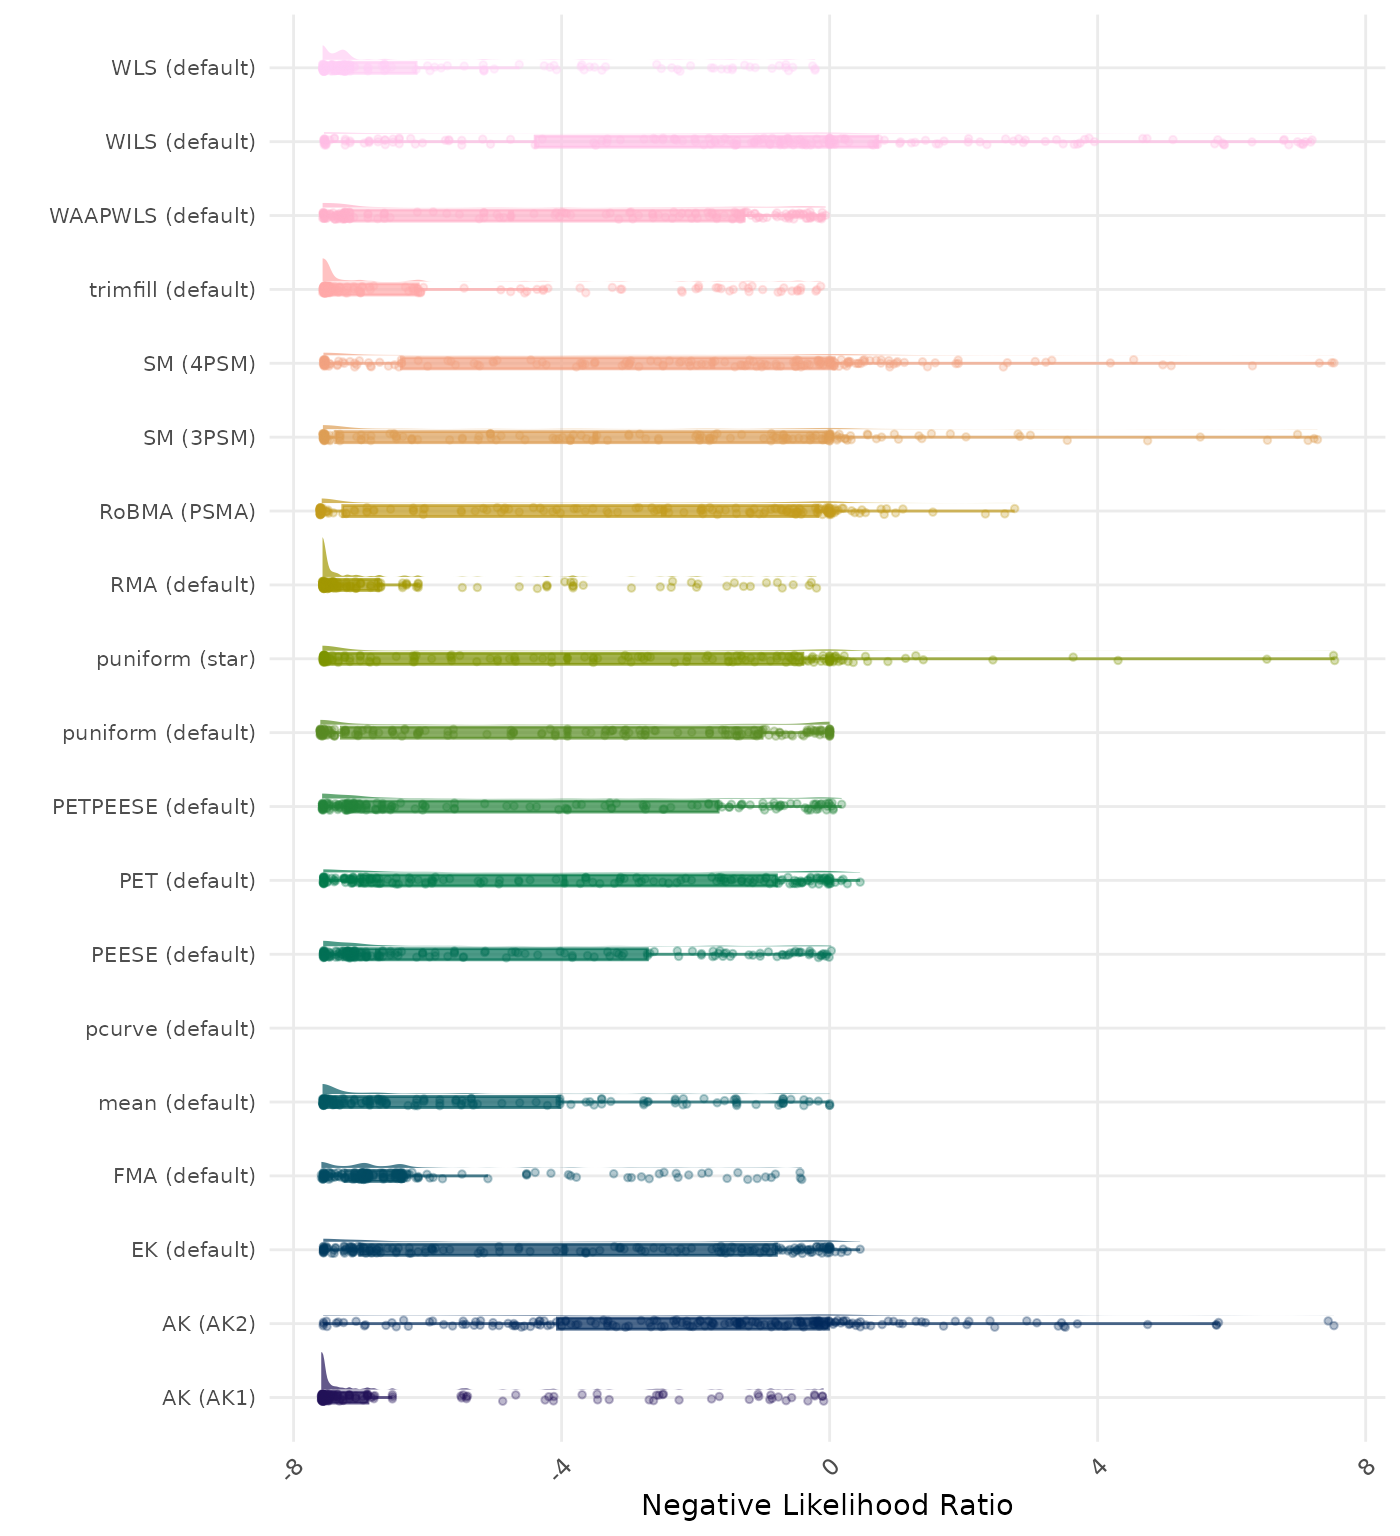 WLS (default)
WILS (default)
WAAPWLS (default)
trimfill (default)
SM (4PSM)
SM (3PSM)
RoBMA (PSMA)
RMA (default)
puniform (star)
puniform (default)
PETPEESE (default)
PET (default)
PEESE (default)
pcurve (default)
mean (default)
FMA (default)
EK (default)
AK (AK2)
AK (AK1)
-8 -4 0 4 8
Negative Likelihood Ratio